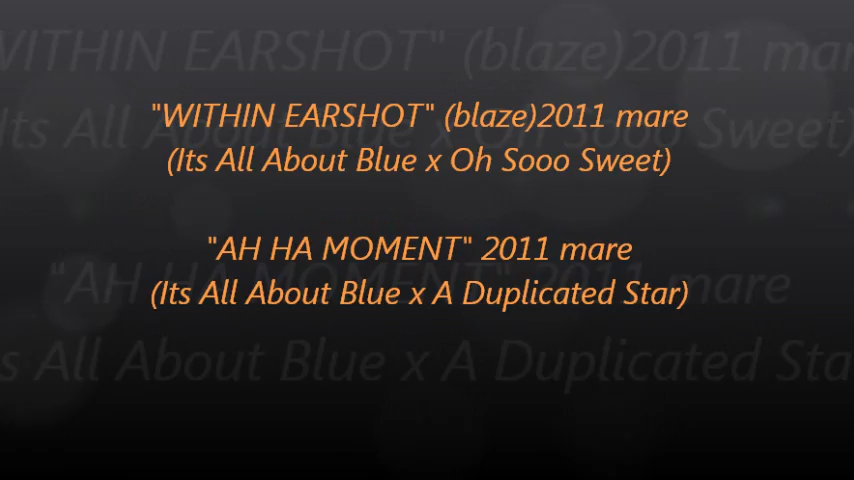 "WITHIN EARSHOT" (blaze)2011 mare
(Its All About Blue x Oh Sooo Sweet)
"AH HA MOMENT" 2011 mare
(Its All About Blue x A Duplicated Star)